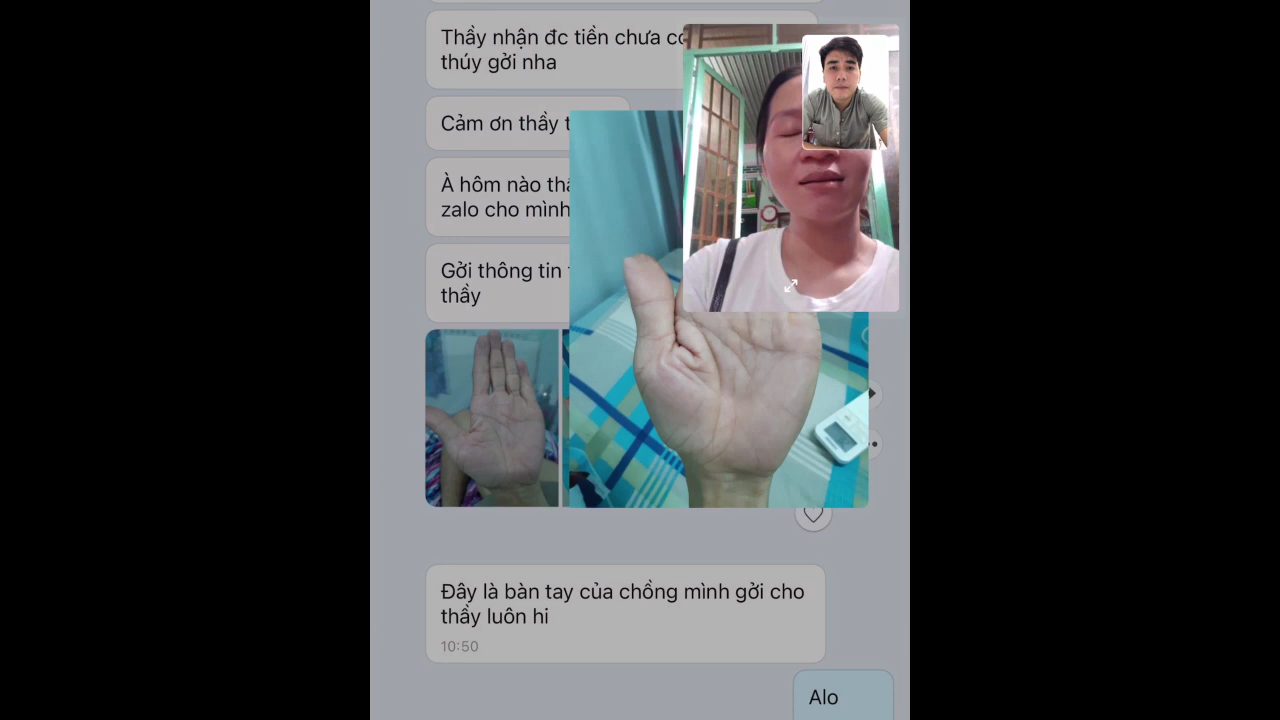 Thầy nhận đc tiền chưa
thúy gởi nha
Cảm ơn thầy
À hôm nào
zalo cho mình
Gởi thông tin
thầy
Đây là bàn tay của chồng mình gởi cho
thầy luôn hi
10:50
Alo